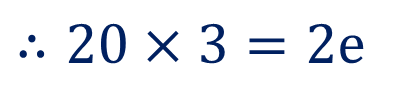 ∴ 20 × 3 = 2e